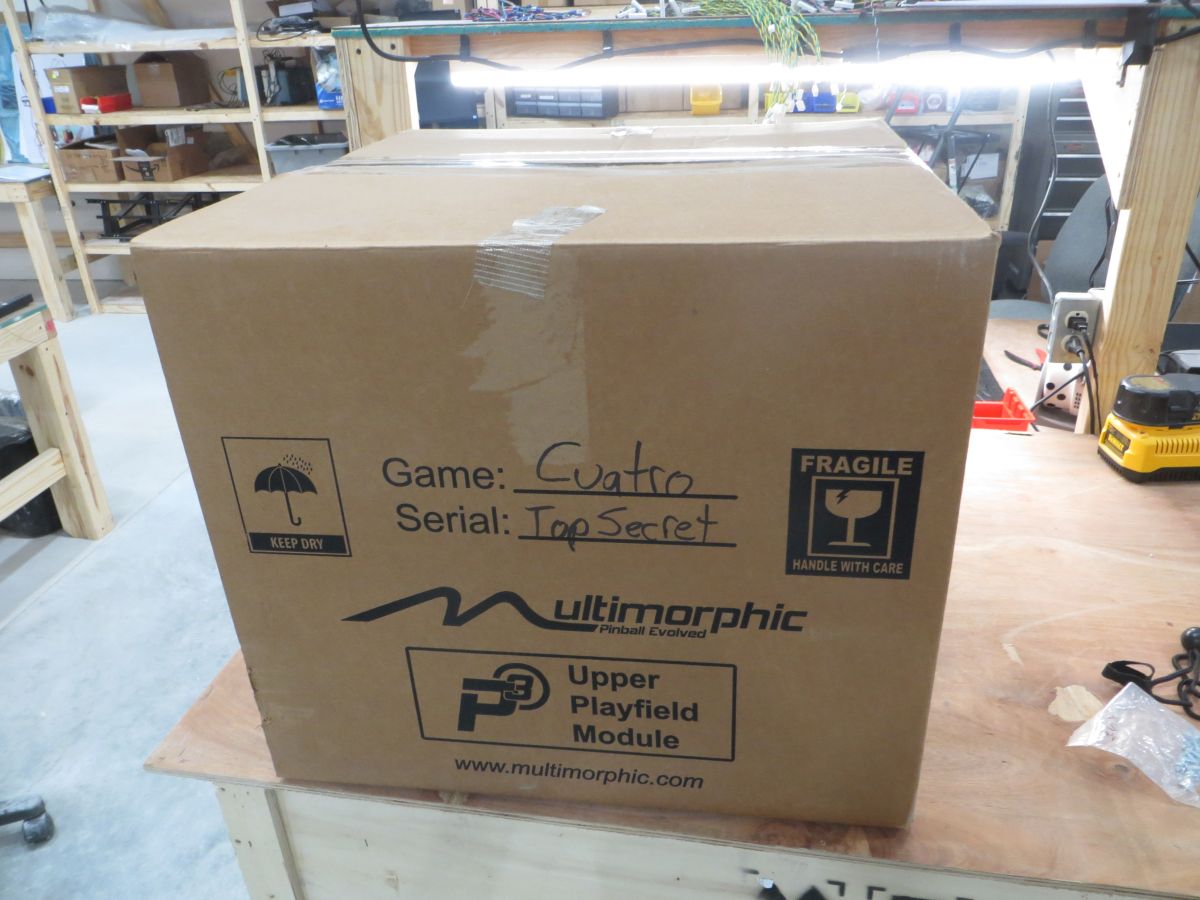 Game: Cuatro
Serial: Top Secret
KEEP DRY
FRAGILE
HANDLE WITH CARE
Multimorphic
Pinball Evolved
P3
Upper
Playfield
Module
www.multimorphic.com